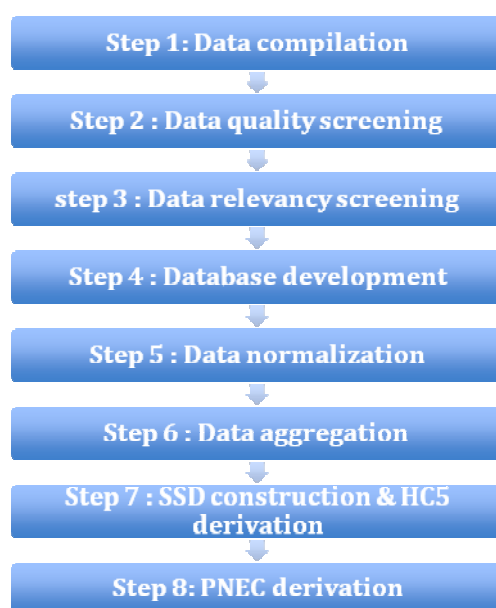 Step 1: Data compilation
Step 2 : Data quality screening
step 3 : Data relevancy screening
Step 4 : Database development
Step 5 : Data normalization
Step 6 : Data aggregation
Step 7 : SSD construction & HC5
derivation
Step 8: PNEC derivation